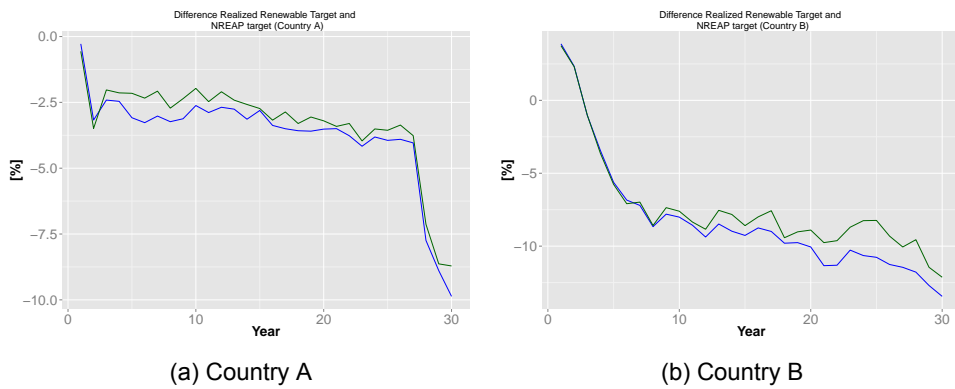 Difference Realized Renewable Target and
NREAP target (Country A)
0.0
−2.5
−5.0
−7.5
−10.0
[%]
0
10
20
30
Year
(a) Country A
Difference Realized Renewable Target and
NREAP target (Country B)
0
−5
−10
[%]
0
10
20
30
Year
(b) Country B